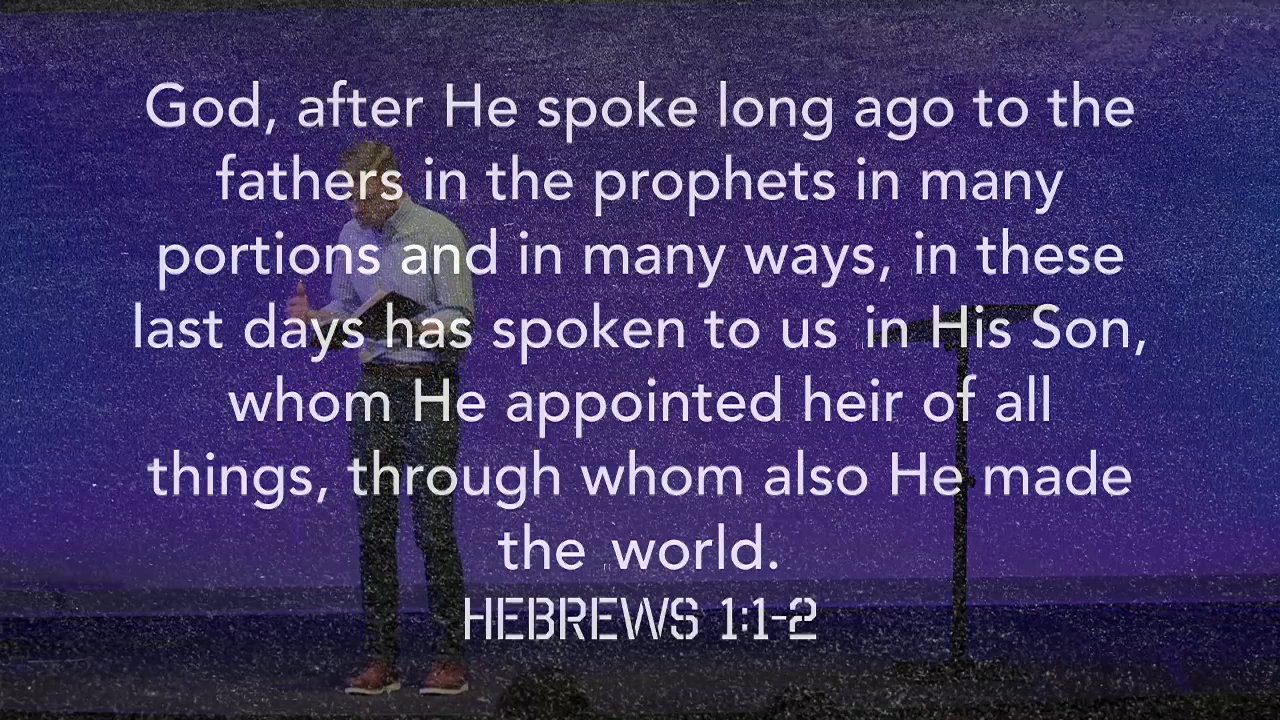 God, after He spoke long ago to the
fathers in the prophets in many
portions and in many ways, in these
last days has spoken to us in His Son,
whom He appointed heir of all
things, through whom also He made
the world.
HEBREWS 1:1-2